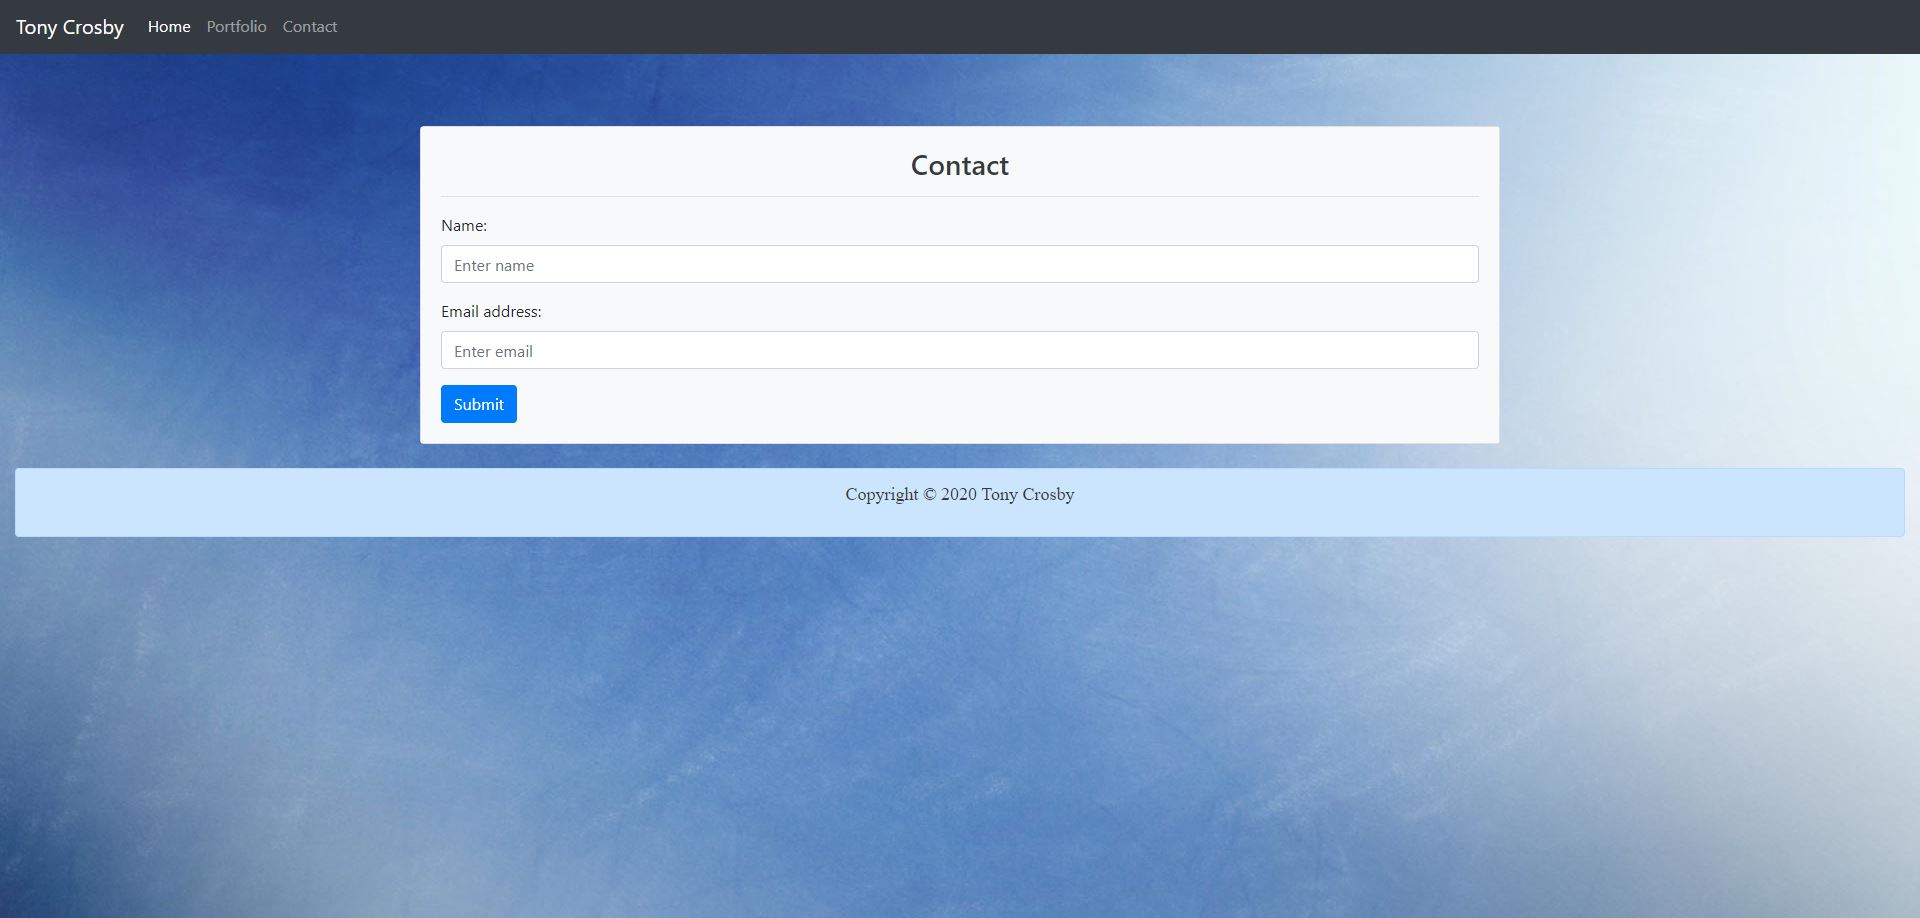 Tony Crosby Home Portfolio Contact
Contact
Name:
Enter name
Email address:
Enter email
Submit
Copyright © 2020 Tony Crosby